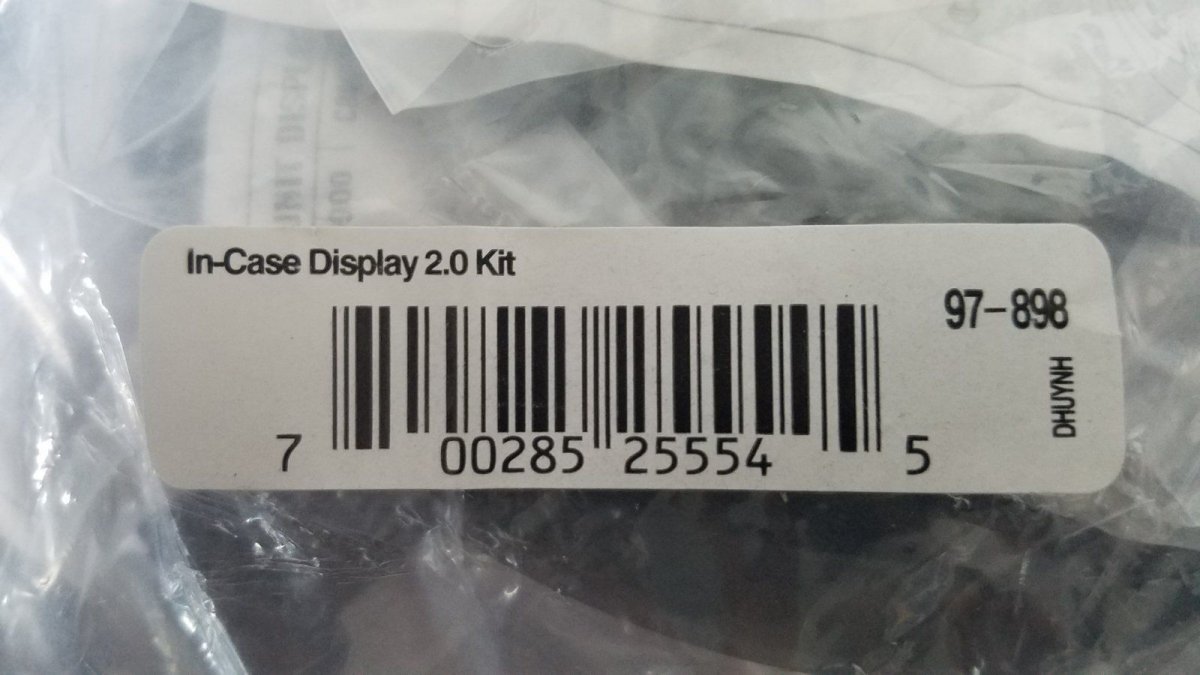 In-Case Display 2.0 Kit
97-898
DHUYNH
7 00285 25554 5